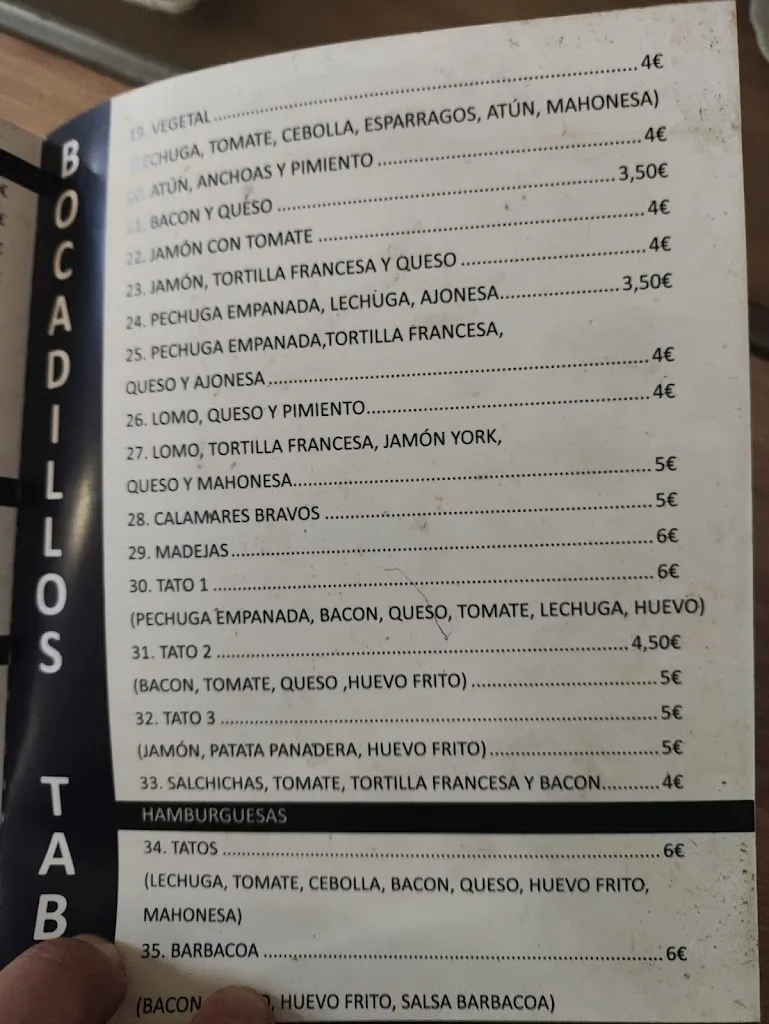 BOCADILLOS TAB
19. VEGETAL ........ 4€
LECHUGA, TOMATE, CEBOLLA, ESPARRAGOS, ATÚN, MAHONESA)
20. ATÚN, ANCHOAS Y PIMIENTO ........ 4€
21. BACON Y QUESO ........ 3,50€
22. JAMÓN CON TOMATE ........ 4€
23. JAMÓN, TORTILLA FRANCESA Y QUESO ........ 4€
24. PECHUGA EMPANADA, LECHUGA, AJONESA ........ 3,50€
25. PECHUGA EMPANADA,TORTILLA FRANCESA,
QUESO Y AJONESA ........ 4€
26. LOMO, QUESO Y PIMIENTO ........ 4€
27. LOMO, TORTILLA FRANCESA, JAMÓN YORK,
QUESO Y MAHONESA ........ 5€
28. CALAMARES BRAVOS ........ 5€
29. MADEJAS ........ 6€
30. TATO 1 ........ 6€
(PECHUGA EMPANADA, BACON, QUESO, TOMATE, LECHUGA, HUEVO)
31. TATO 2 ........ 4,50€
(BACON, TOMATE, QUESO ,HUEVO FRITO) ........ 5€
32. TATO 3 ........ 5€
(JAMÓN, PATATA PANADERA, HUEVO FRITO) ........ 5€
33. SALCHICHAS, TOMATE, TORTILLA FRANCESA Y BACON ........ 4€
HAMBURGUESAS
34. TATOS ........ 6€
(LECHUGA, TOMATE, CEBOLLA, BACON, QUESO, HUEVO FRITO,
MAHONESA)
35. BARBACOA ........ 6€
(BACON , HUEVO FRITO, SALSA BARBACOA)